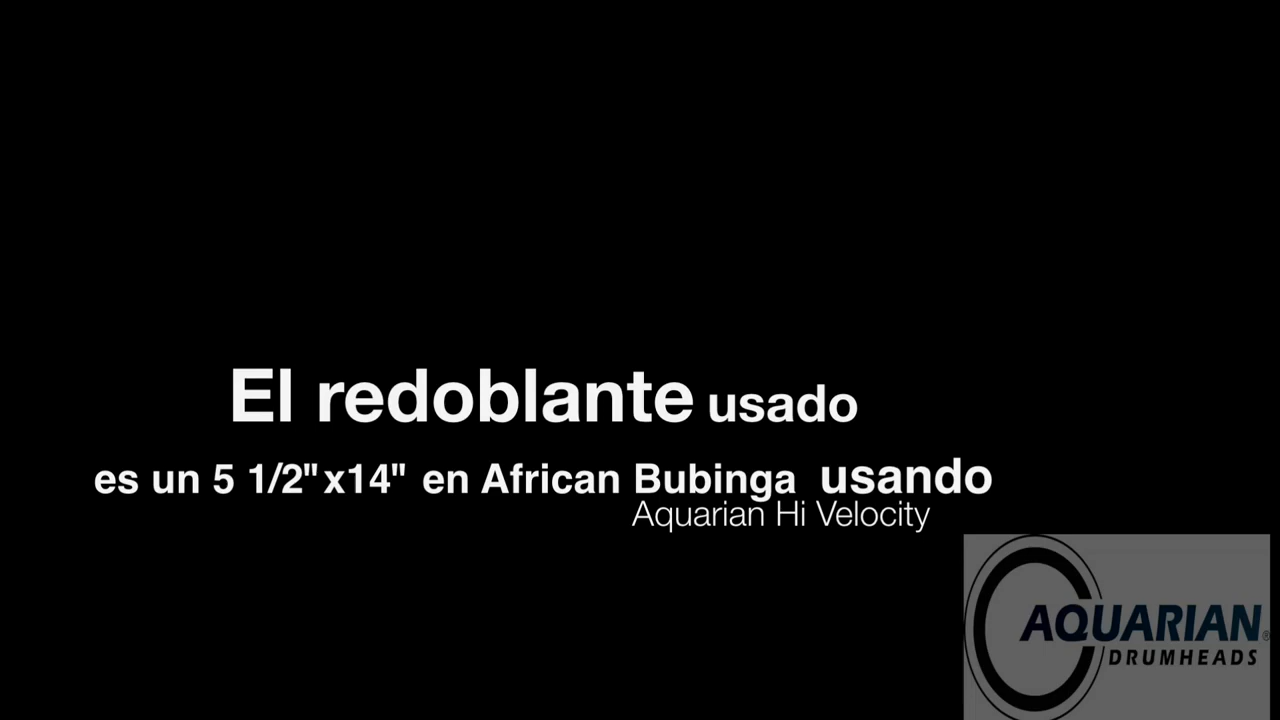 El redoblante usado
es un 5 1/2"x14" en African Bubinga usando
Aquarian Hi Velocity
AQUARIAN®
DRUMHEADS